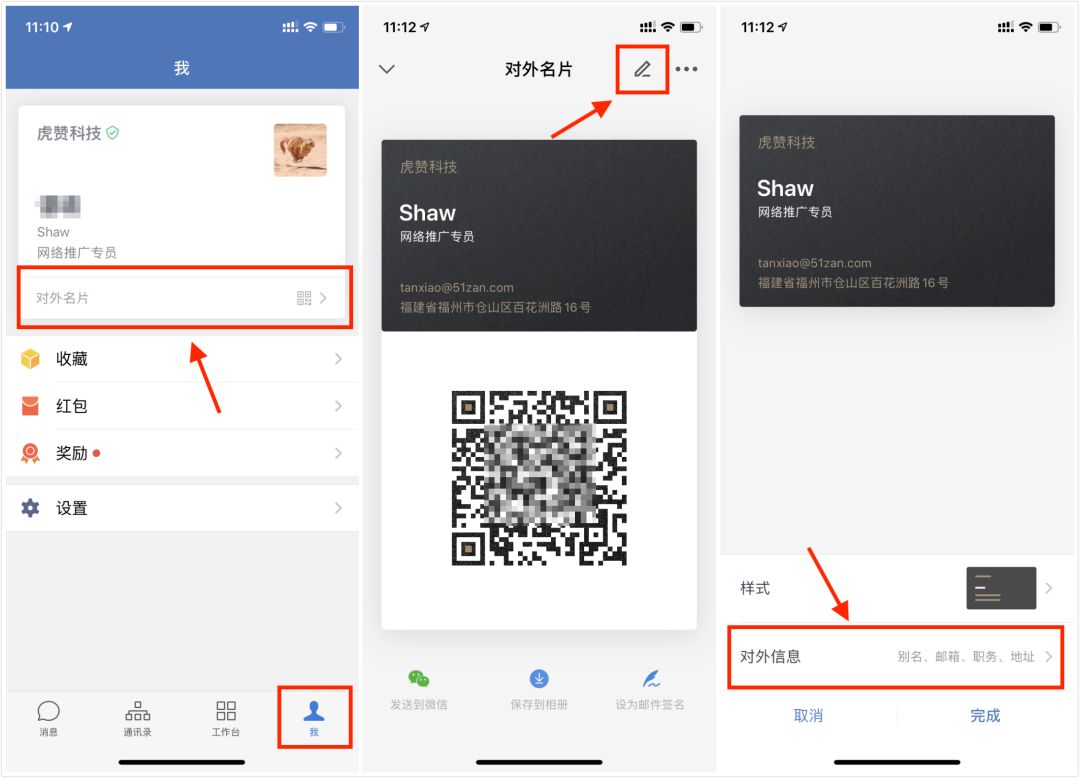 11:10
我
虎赞科技
Shaw
网络推广专员
对外名片
收藏
红包
奖励
设置
消息
通讯录
工作台
我
11:12
对外名片
虎赞科技
Shaw
网络推广专员
tanxiao@51zan.com
福建省福州市仓山区百花洲路16号
发送到微信
保存到相册
设为邮件签名
11:12
虎赞科技
Shaw
网络推广专员
tanxiao@51zan.com
福建省福州市仓山区百花洲路16号
样式
对外信息
别名、邮箱、职务、地址
取消
完成